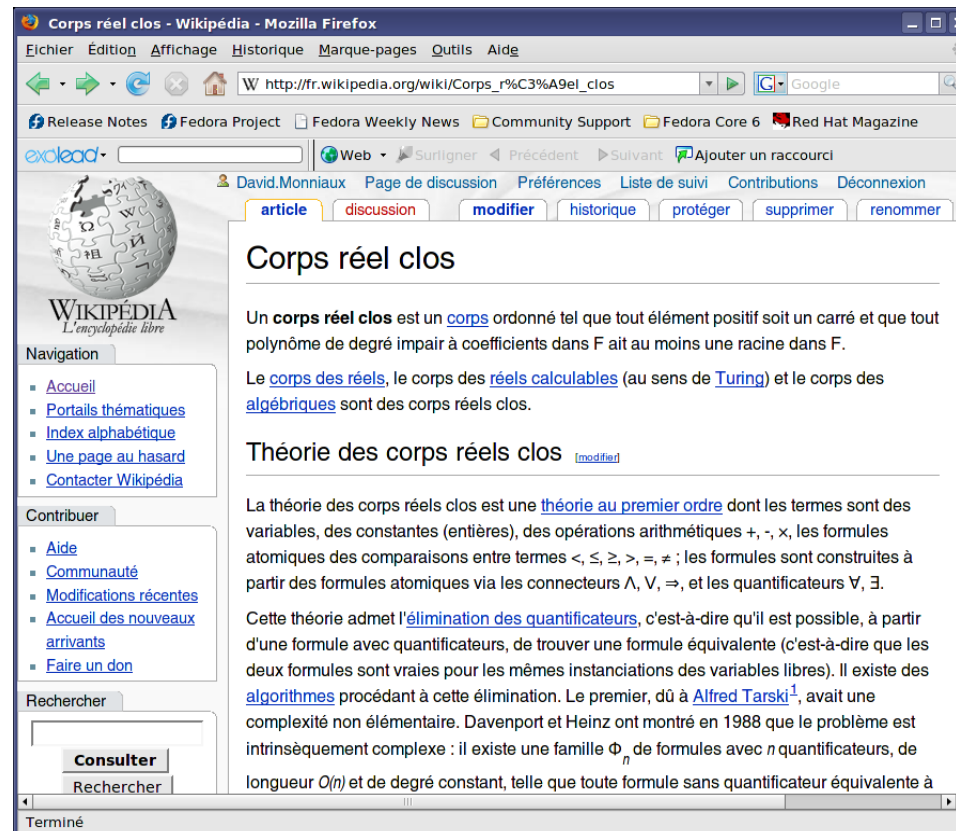 Corps réel clos - Wikipédia - Mozilla Firefox
Fichier Édition Affichage Historique Marque-pages Outils Aide
W http://fr.wikipedia.org/wiki/Corps_r%C3%A9el_clos G Google
Release Notes Fedora Project Fedora Weekly News Community Support Fedora Core 6 Red Hat Magazine
exalead Web Surligner Précédent Suivant Ajouter un raccourci
David.Monniaux Page de discussion Préférences Liste de suivi Contributions Déconnexion
article discussion modifier historique protéger supprimer renommer
WIKIPÉDIA
L'encyclopédie libre
Navigation
Accueil
Portails thématiques
Index alphabétique
Une page au hasard
Contacter Wikipédia
Contribuer
Aide
Communauté
Modifications récentes
Accueil des nouveaux
arrivants
Faire un don
Rechercher
Consulter
Rechercher
Corps réel clos
Un corps réel clos est un corps ordonné tel que tout élément positif soit un carré et que tout
polynôme de degré impair à coefficients dans F ait au moins une racine dans F.
Le corps des réels, le corps des réels calculables (au sens de Turing) et le corps des
algébriques sont des corps réels clos.
Théorie des corps réels clos [modifier]
La théorie des corps réels clos est une théorie au premier ordre dont les termes sont des
variables, des constantes (entières), des opérations arithmétiques +, -, ×, les formules
atomiques des comparaisons entre termes <, ≤, ≥, >, =, ≠ ; les formules sont construites à
partir des formules atomiques via les connecteurs Λ, V, ⇒, et les quantificateurs ∀, ∃.
Cette théorie admet l'élimination des quantificateurs, c'est-à-dire qu'il est possible, à partir
d'une formule avec quantificateurs, de trouver une formule équivalente (c'est-à-dire que les
deux formules sont vraies pour les mêmes instanciations des variables libres). Il existe des
algorithmes procédant à cette élimination. Le premier, dû à Alfred Tarski1, avait une
complexité non élémentaire. Davenport et Heinz ont montré en 1988 que le problème est
intrinsèquement complexe : il existe une famille Φn de formules avec n quantificateurs, de
longueur O(n) et de degré constant, telle que toute formule sans quantificateur équivalente à
Terminé